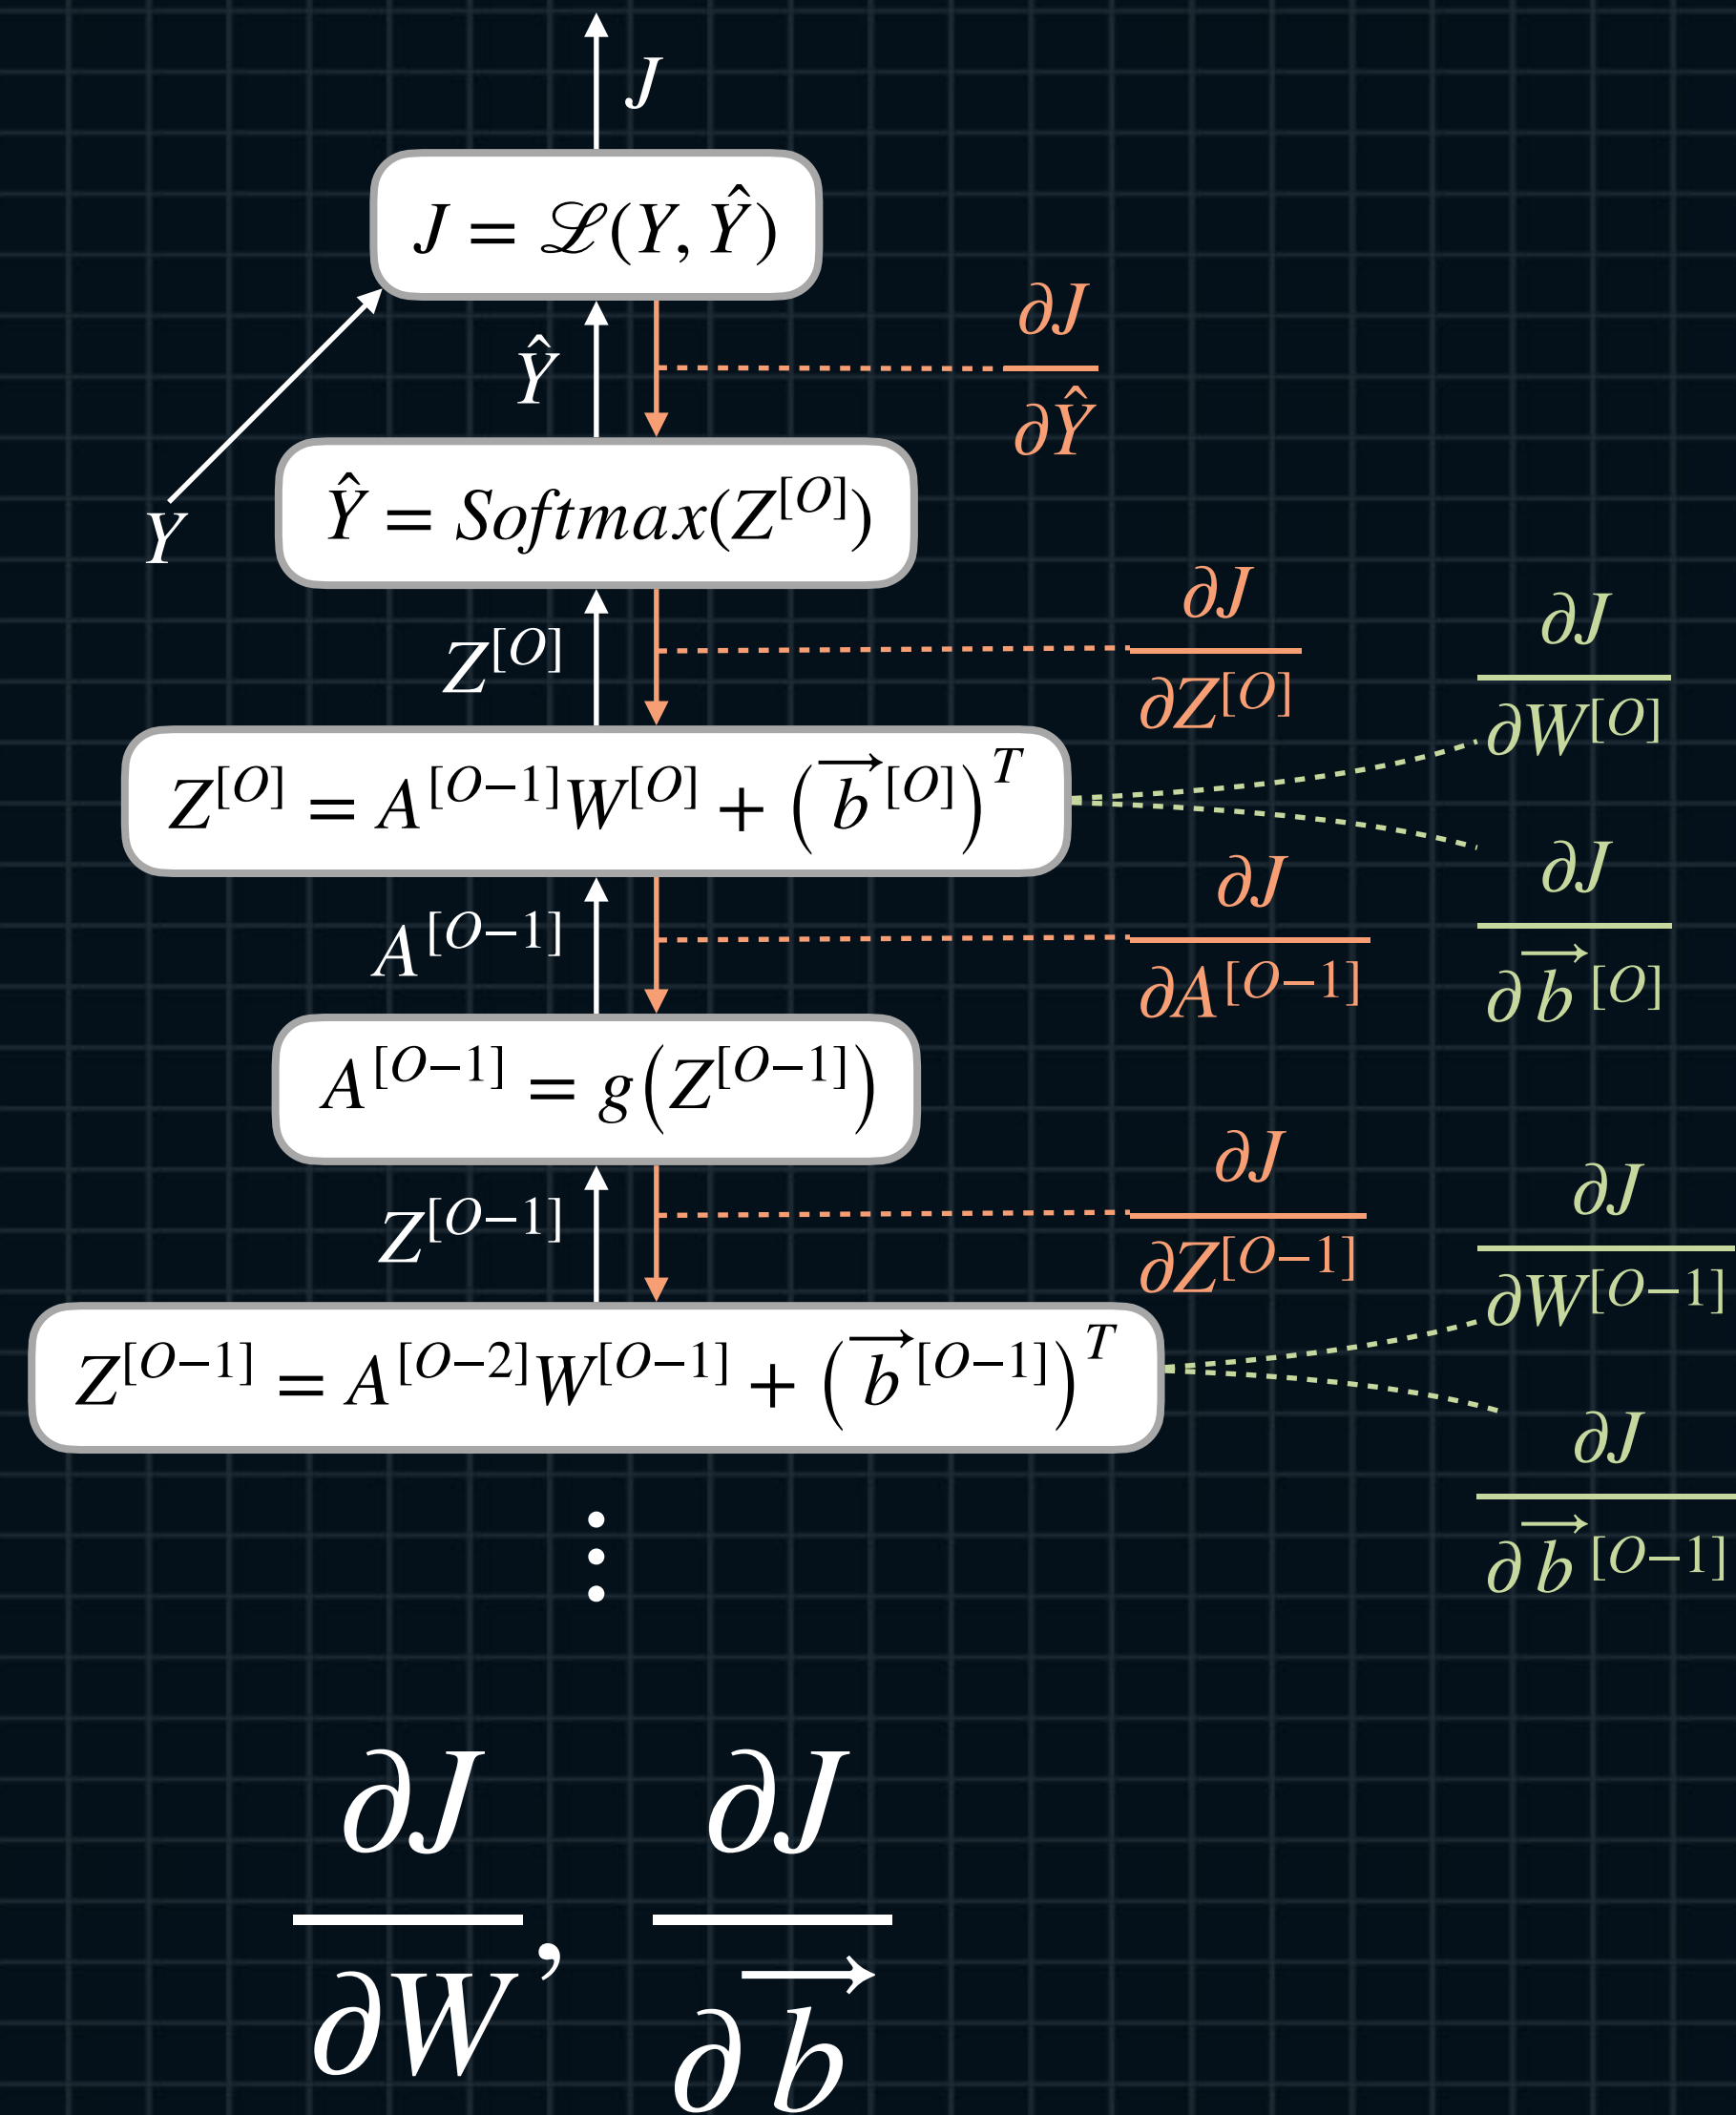 J
J = ℒ(Y, Ŷ)
∂J
Ŷ
∂Ŷ
Ŷ = Softmax(Z^[O])
Y
∂J
∂J
Z^[O]
∂Z^[O]
∂W^[O]
Z^[O] = A^[O−1]W^[O] + (b⃗^[O])^T
∂J
∂J
A^[O−1]
∂A^[O−1]
∂b⃗^[O]
A^[O−1] = g(Z^[O−1])
∂J
∂J
Z^[O−1]
∂Z^[O−1]
∂W^[O−1]
Z^[O−1] = A^[O−2]W^[O−1] + (b⃗^[O−1])^T
∂J
∂b⃗^[O−1]
⋮
∂J ∂J
∂W, ∂b⃗